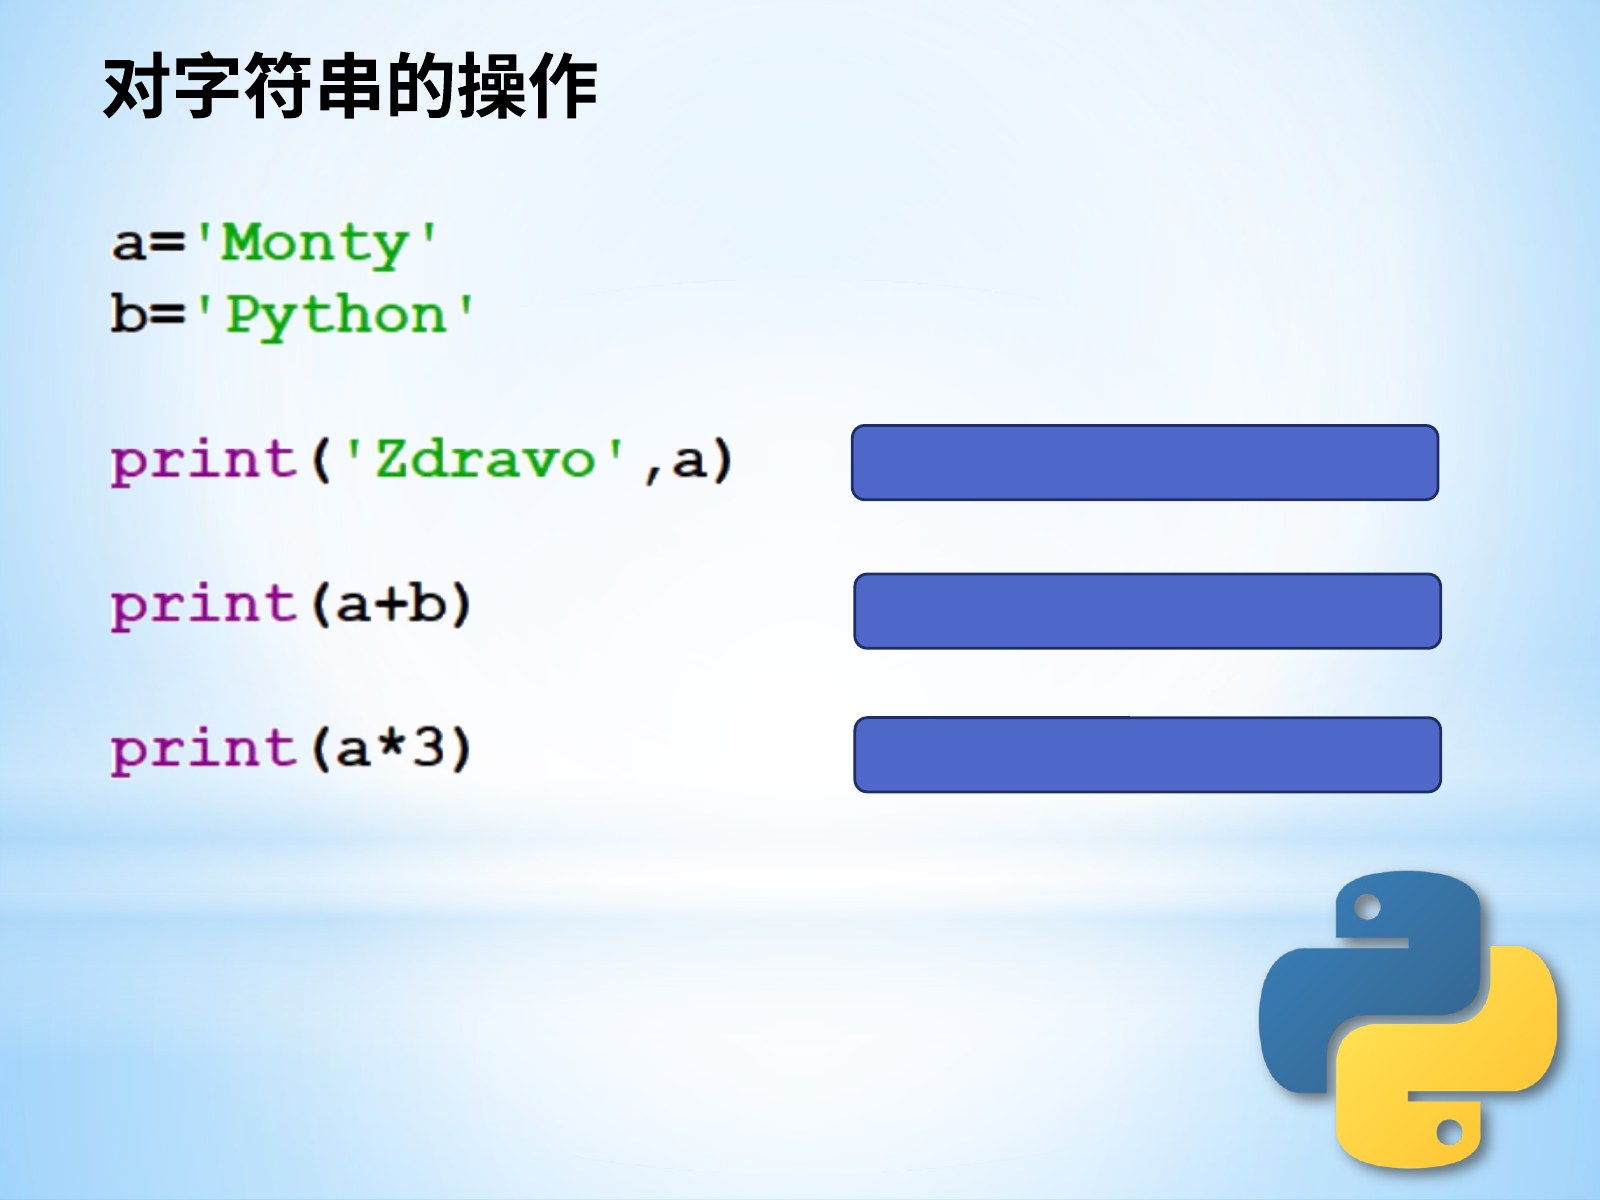 对字符串的操作
a='Monty'
b='Python'
print('Zdravo',a)
print(a+b)
print(a*3)